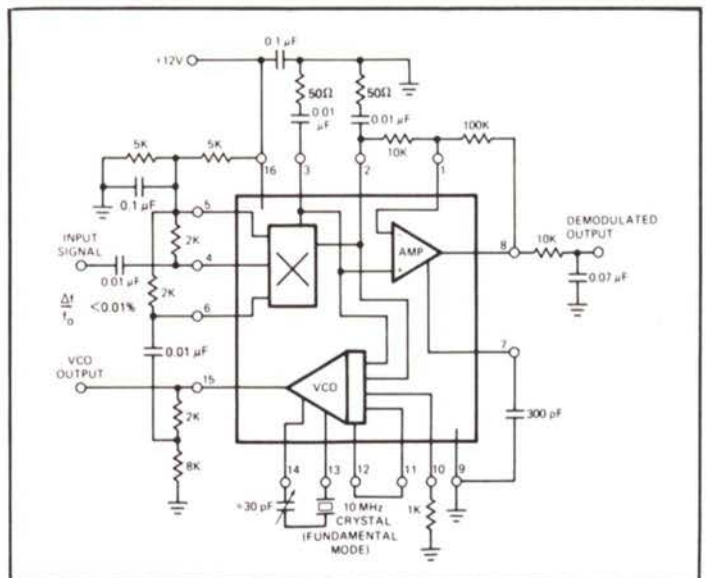 0.1 µF
+12V
50Ω
50Ω
0.01
µF
0.01 µF
10K
100K
5K
5K
16
3
2
1
0.1 µF
5
INPUT
SIGNAL
2K
4
0.01 µF
2K
Δf
f₀
<0.01%
6
AMP
-
+
8
DEMODULATED
OUTPUT
10K
0.07 µF
7
0.01 µF
VCO
OUTPUT
15
VCO
300 pF
2K
8K
14
13
12
11
10
9
≈30 pF
10 MHz
CRYSTAL
(FUNDAMENTAL
MODE)
1K